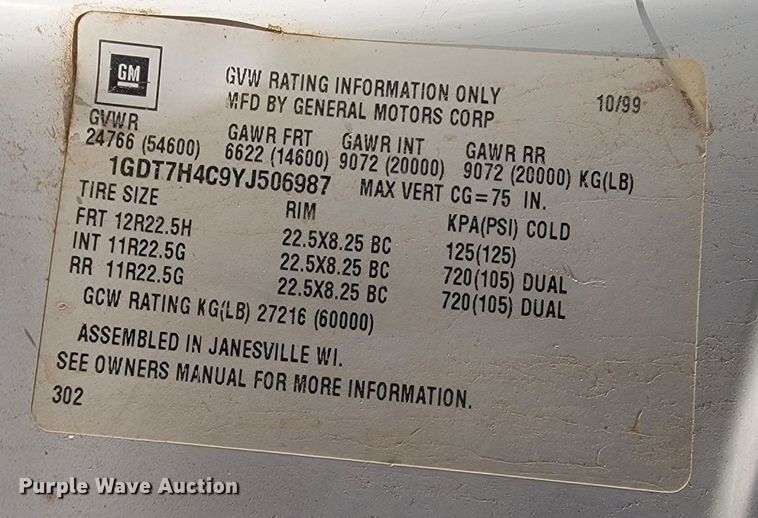 GM
GVW RATING INFORMATION ONLY
MFD BY GENERAL MOTORS CORP
10/99
GVWR GAWR FRT GAWR INT GAWR RR
24766 (54600) 6622 (14600) 9072 (20000) 9072 (20000) KG(LB)
1GDT7H4C9YJ506987 MAX VERT CG=75 IN.
TIRE SIZE RIM KPA(PSI) COLD
FRT 12R22.5H 22.5X8.25 BC 125(125)
INT 11R22.5G 22.5X8.25 BC 720(105) DUAL
RR 11R22.5G 22.5X8.25 BC 720(105) DUAL
GCW RATING KG(LB) 27216 (60000)
ASSEMBLED IN JANESVILLE WI.
SEE OWNERS MANUAL FOR MORE INFORMATION.
302
Purple Wave Auction